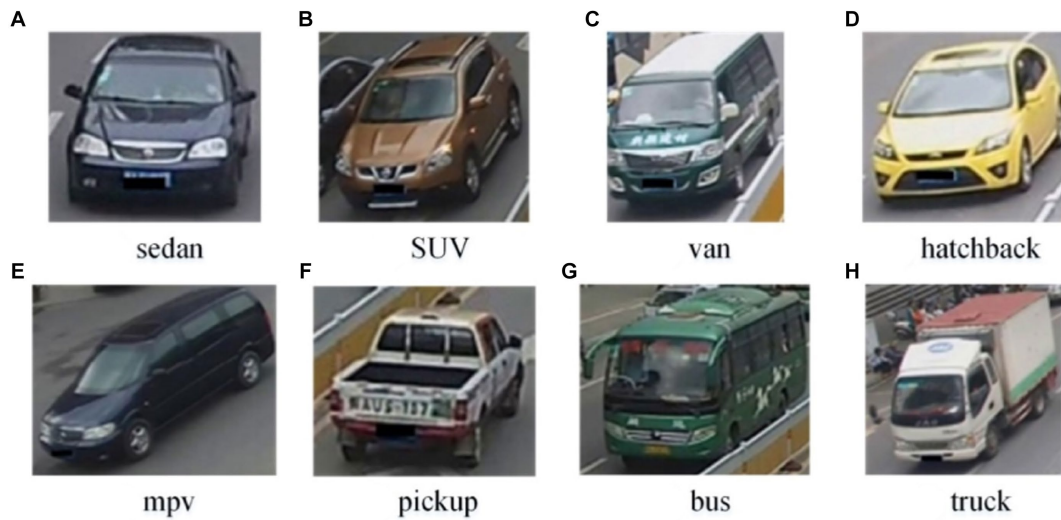 A
B
C
D
sedan
SUV
van
hatchback
E
F
G
H
mpv
pickup
bus
truck